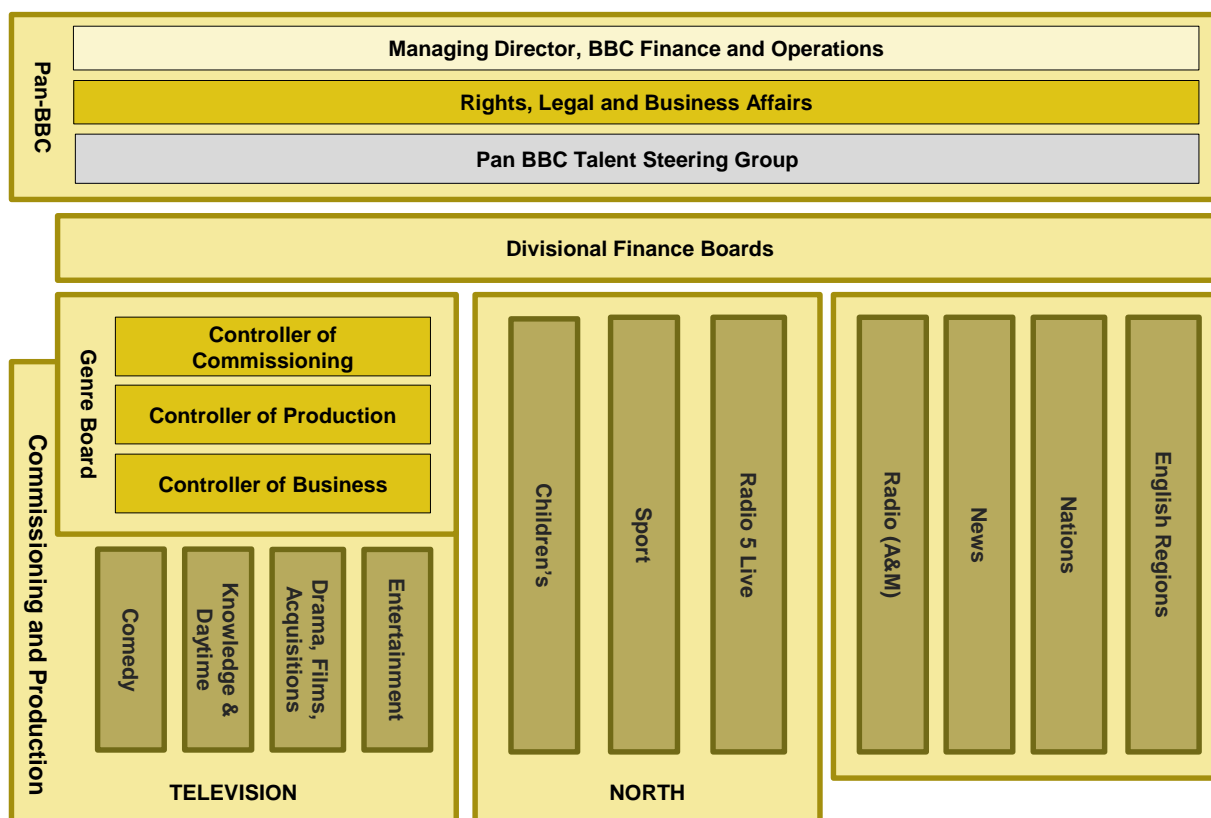 Pan-BBC
Managing Director, BBC Finance and Operations
Rights, Legal and Business Affairs
Pan BBC Talent Steering Group
Divisional Finance Boards
Commissioning and Production
Genre Board
Controller of
Commissioning
Controller of Production
Controller of Business
Comedy
Knowledge &
Daytime
Drama, Films,
Acquisitions
Entertainment
TELEVISION
Children’s
Sport
Radio 5 Live
NORTH
Radio (A&M)
News
Nations
English Regions